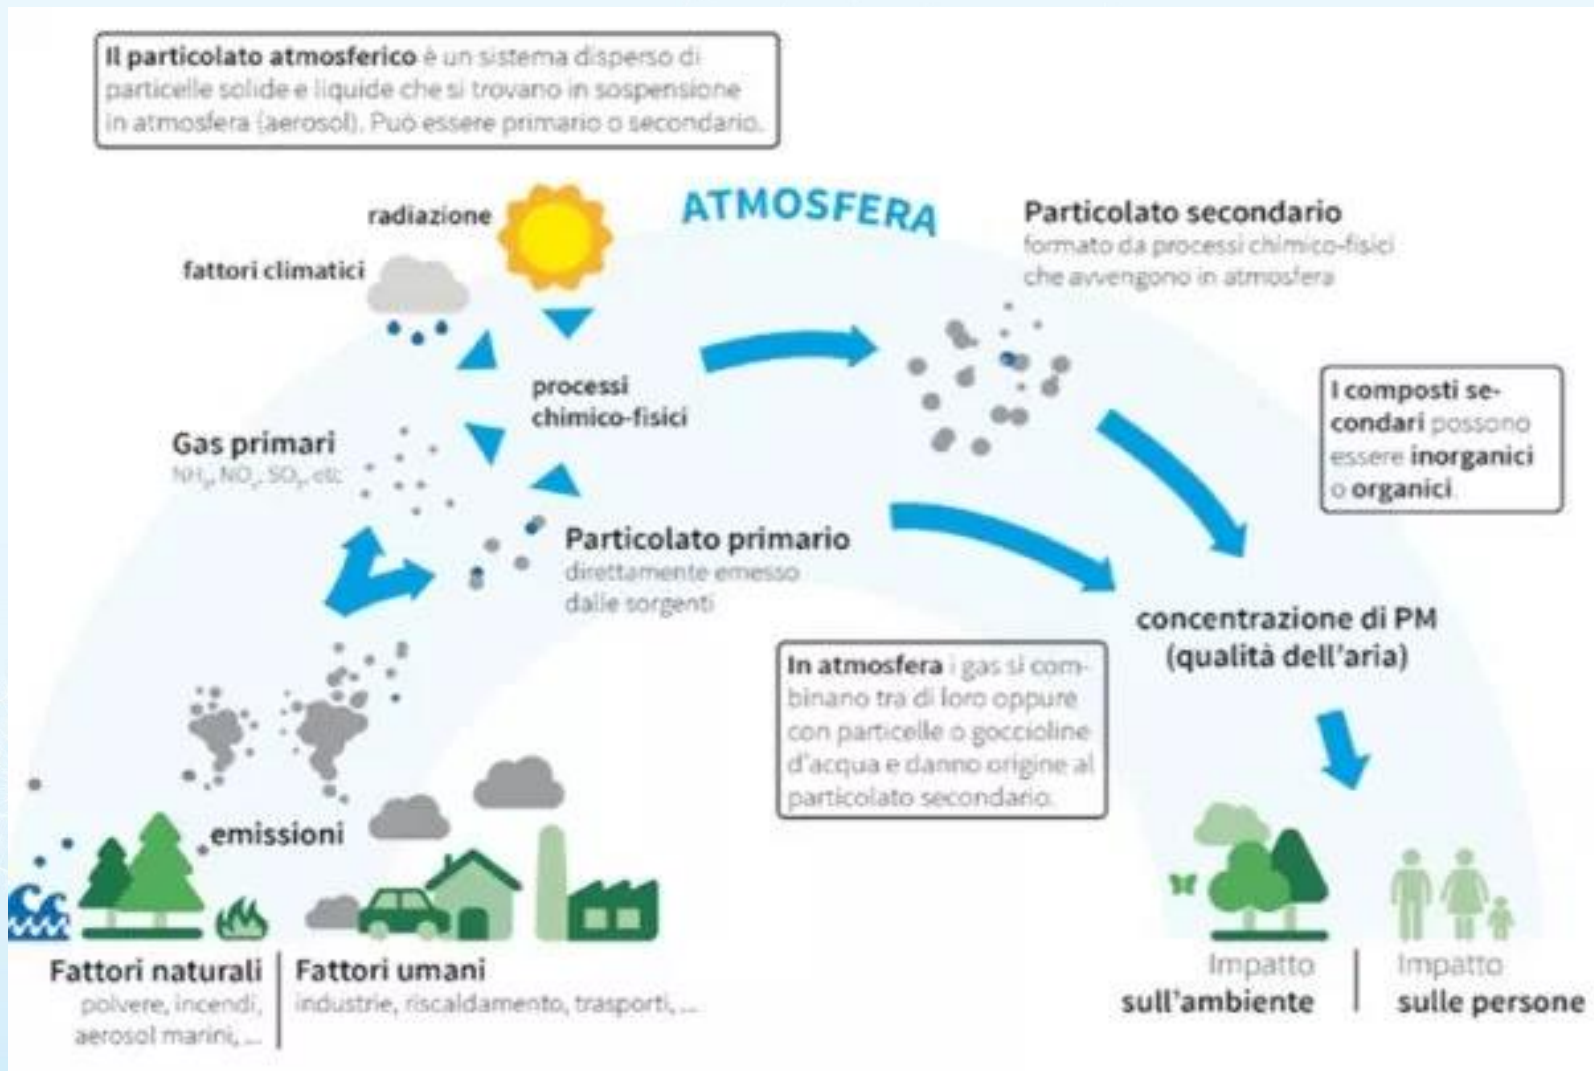 Il particolato atmosferico è un sistema disperso di
particelle solide e liquide che si trovano in sospensione
in atmosfera (aerosol). Può essere primario o secondario.
ATMOSFERA
radiazione
fattori climatici
Particolato secondario
formato da processi chimico-fisici
che avvengono in atmosfera
processi
chimico-fisici
I composti se-
condari possono
essere inorganici
o organici.
Gas primari
NH₃, NOₓ, SO₂, etc
Particolato primario
direttamente emesso
dalle sorgenti
concentrazione di PM
(qualità dell'aria)
In atmosfera i gas si com-
binano tra di loro oppure
con particelle o goccioline
d'acqua e danno origine al
particolato secondario.
emissioni
Fattori naturali
polvere, incendi,
aerosol marini, ...
Fattori umani
industrie, riscaldamento, trasporti, ...
Impatto
sull'ambiente
Impatto
sulle persone